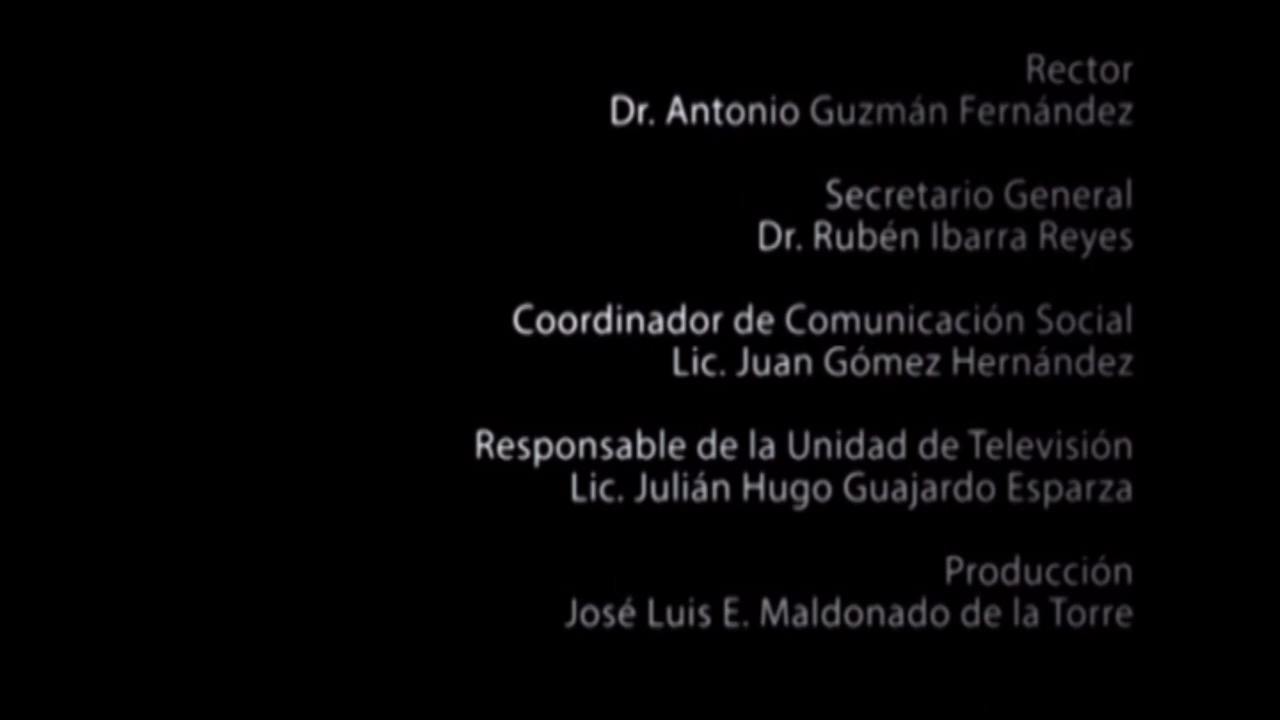 Rector
Dr. Antonio Guzmán Fernández
Secretario General
Dr. Rubén Ibarra Reyes
Coordinador de Comunicación Social
Lic. Juan Gómez Hernández
Responsable de la Unidad de Televisión
Lic. Julián Hugo Guajardo Esparza
Producción
José Luis E. Maldonado de la Torre